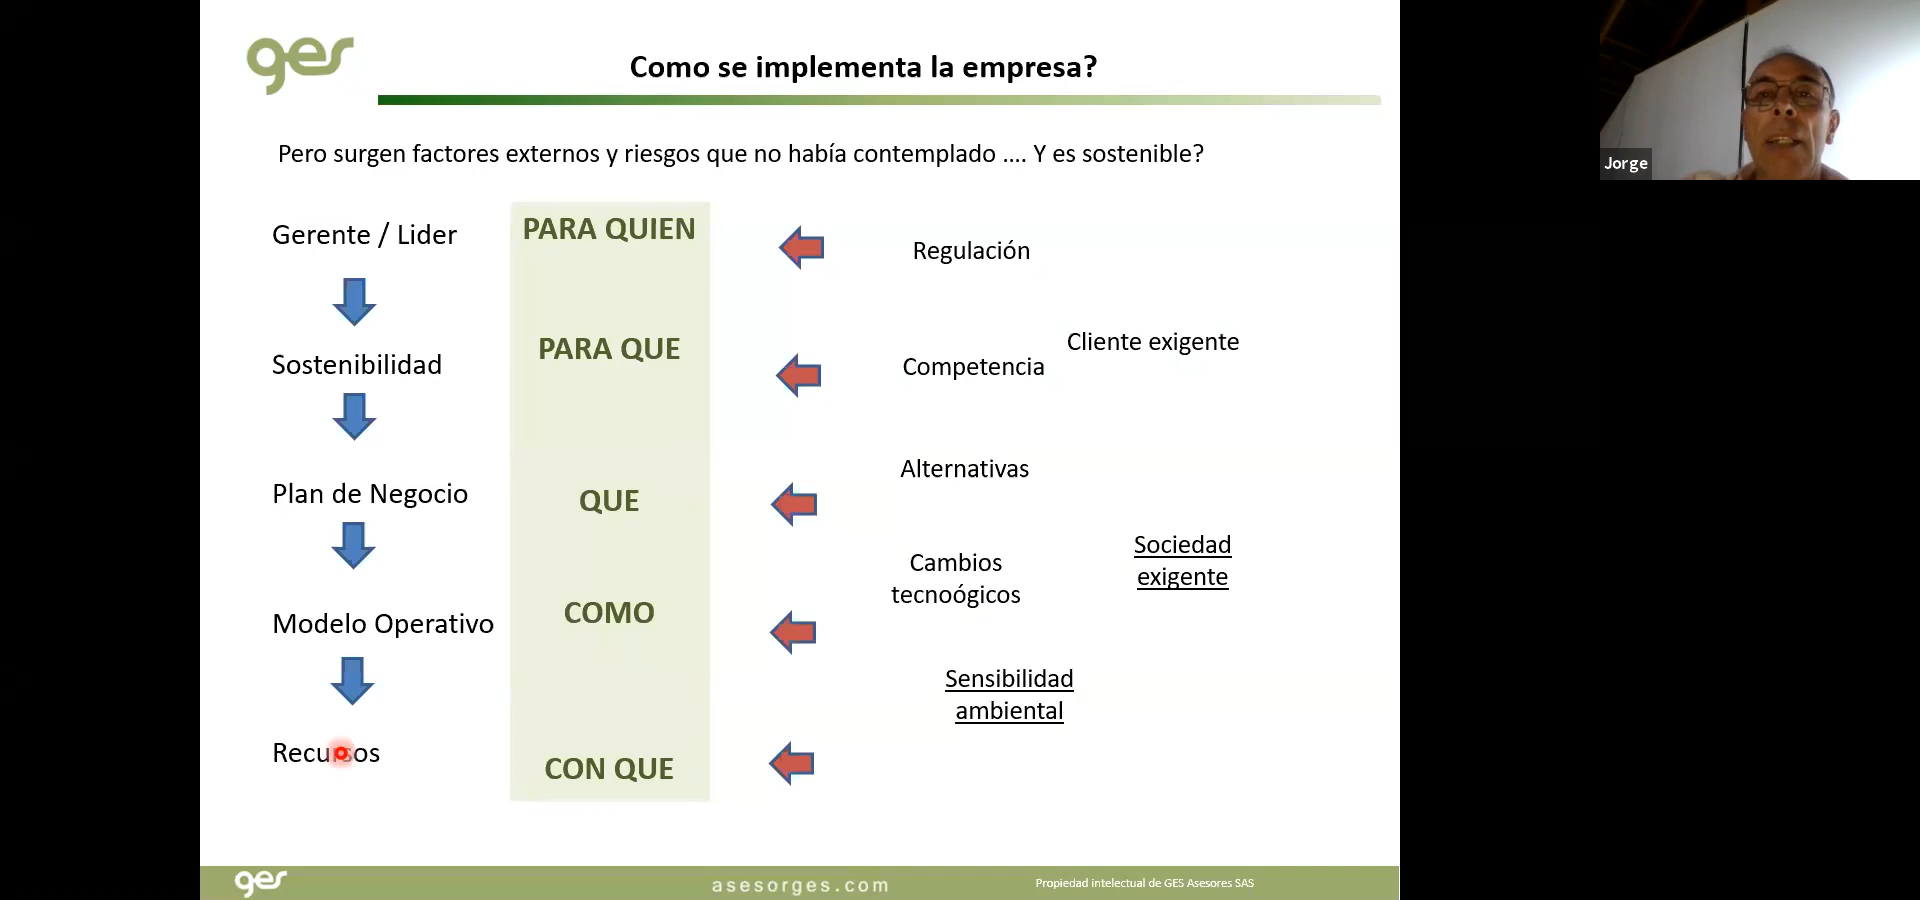 ges
Como se implementa la empresa?
Pero surgen factores externos y riesgos que no había contemplado .... Y es sostenible?
Gerente / Lider
PARA QUIEN
Regulación
Sostenibilidad
PARA QUE
Competencia
Cliente exigente
Plan de Negocio
QUE
Alternativas
Modelo Operativo
COMO
Cambios
tecnoógicos
Sociedad
exigente
Sensibilidad
ambiental
Recursos
CON QUE
ges
asesorges.com
Propiedad intelectual de GES Asesores SAS
Jorge